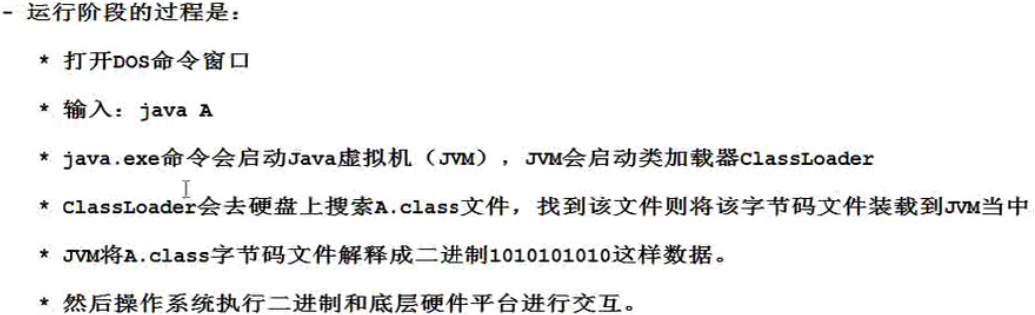 - 运行阶段的过程是：
* 打开DOS命令窗口
* 输入：java A
* java.exe命令会启动Java虚拟机（JVM），JVM会启动类加载器ClassLoader
* ClassLoader会去硬盘上搜索A.class文件，找到该文件则将该字节码文件装载到JVM当中
* JVM将A.class字节码文件解释成二进制1010101010这样数据。
* 然后操作系统执行二进制和底层硬件平台进行交互。